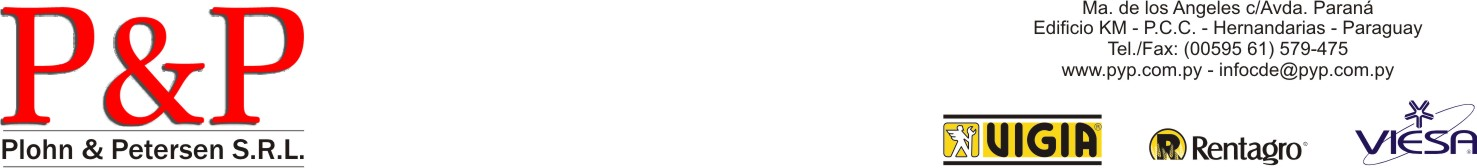 P&P
Plohn & Petersen S.R.L.
Ma. de los Angeles c/Avda. Paraná
Edificio KM - P.C.C. - Hernandarias - Paraguay
Tel./Fax: (00595 61) 579-475
www.pyp.com.py - infocde@pyp.com.py
VIGIA®
Rentagro®
VIESA®